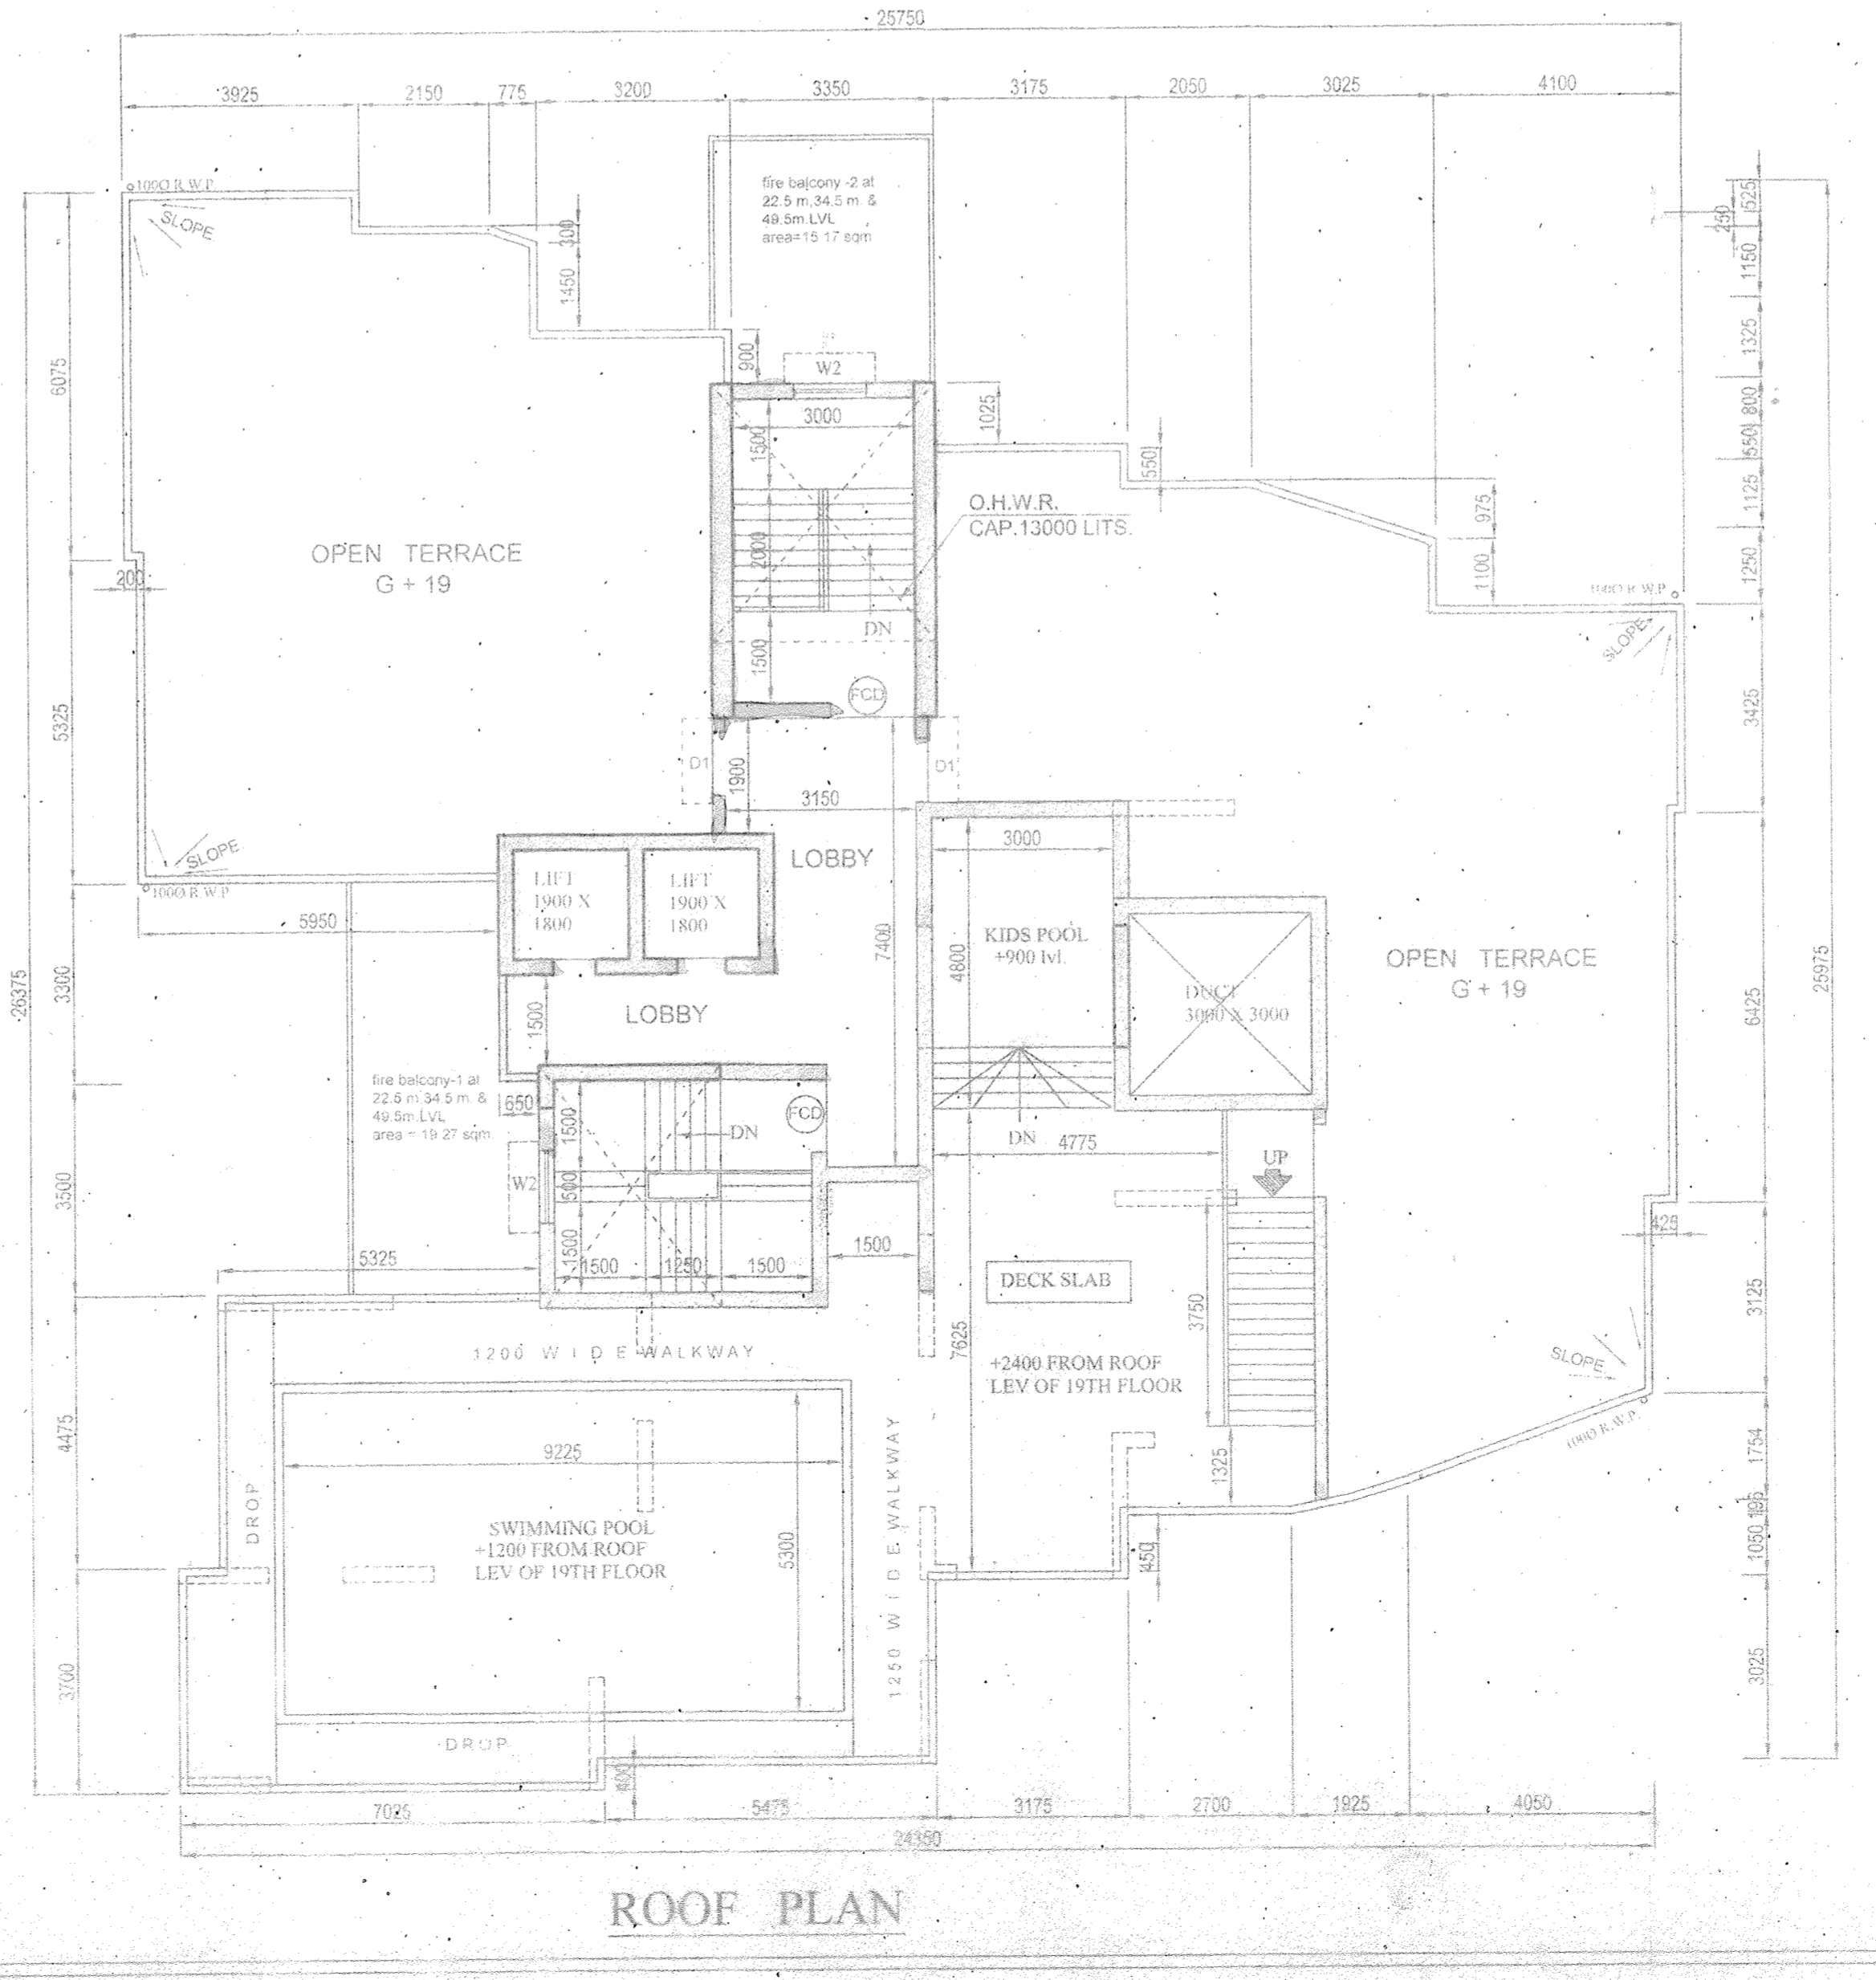 25750
3925 2150 775 3200 3350 3175 2050 3025 4100
100Ø R.W.P.
SLOPE
fire balcony -2 at
22.5 m,34.5 m. &
49.5m.LVL
area=15.17 sqm
300
1450
900
W2
3000
1025
1500
2000
1500
DN
FCD
O.H.W.R.
CAP.13000 LITS.
550
975
1100
100Ø R.W.P.
SLOPE
525
250
1150
1325
800
550
1125
1250
3425
6425
25975
3125
1754
196
1050
3025
6075
5325
26375
3300
3500
4475
3700
OPEN TERRACE
G + 19
200
D1
1900
D1
3150
LOBBY
SLOPE
100Ø R.W.P.
5950
LIFT
1900 X
1800
LIFT
1900 X
1800
7400
3000
4800
KIDS POOL
+900 lvl.
DUCT
3000 X 3000
OPEN TERRACE
G + 19
1500
LOBBY
fire balcony-1 at
22.5 m,34.5 m. &
49.5m.LVL
area = 19.27 sqm.
650
1500
DN
FCD
W2
500
1500
1500 1250 1500
1500
DN
4775
UP
425
5325
DECK SLAB
3750
7625
+2400 FROM ROOF
LEV OF 19TH FLOOR
1325
SLOPE
100Ø R.W.P.
1200 WIDE WALKWAY
9225
5300
DROP
SWIMMING POOL
+1200 FROM ROOF
LEV OF 19TH FLOOR
1250 WIDE WALKWAY
450
DROP
400
7025 5475 3175 2700 1925 4050
24350
ROOF PLAN